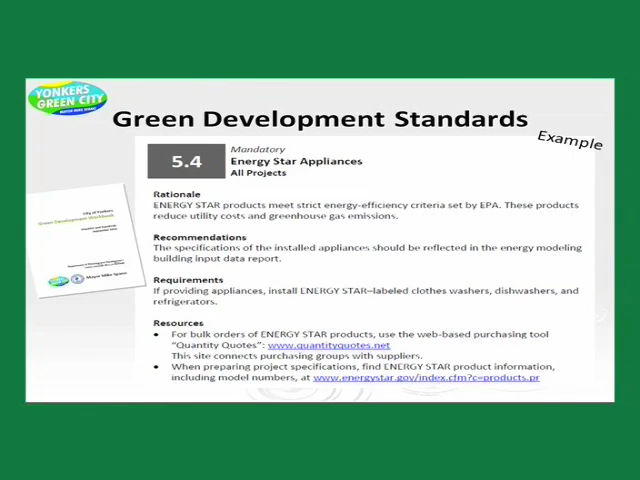 YONKERS
GREEN CITY
Green Development Standards
Example
5.4
Mandatory
Energy Star Appliances
All Projects
City of Yonkers
Green Development Workbook
Rationale
ENERGY STAR products meet strict energy-efficiency criteria set by EPA. These products
reduce utility costs and greenhouse gas emissions.
Recommendations
The specifications of the installed appliances should be reflected in the energy modeling
building input data report.
Mayor Mike Spano
Requirements
If providing appliances, install ENERGY STAR–labeled clothes washers, dishwashers, and
refrigerators.
Resources
• For bulk orders of ENERGY STAR products, use the web-based purchasing tool
“Quantity Quotes”: www.quantityquotes.net
This site connects purchasing groups with suppliers.
• When preparing project specifications, find ENERGY STAR product information,
including model numbers, at www.energystar.gov/index.cfm?c=products.pr